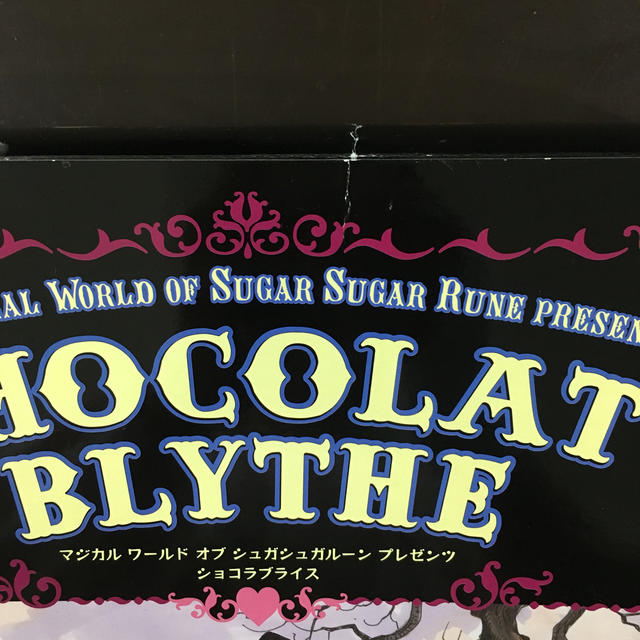 AL WORLD OF SUGAR SUGAR RUNE PRESEN
HOCOLAT
BLYTHE
マジカル ワールド オブ シュガシュガルーン プレゼンツ
ショコラブライス